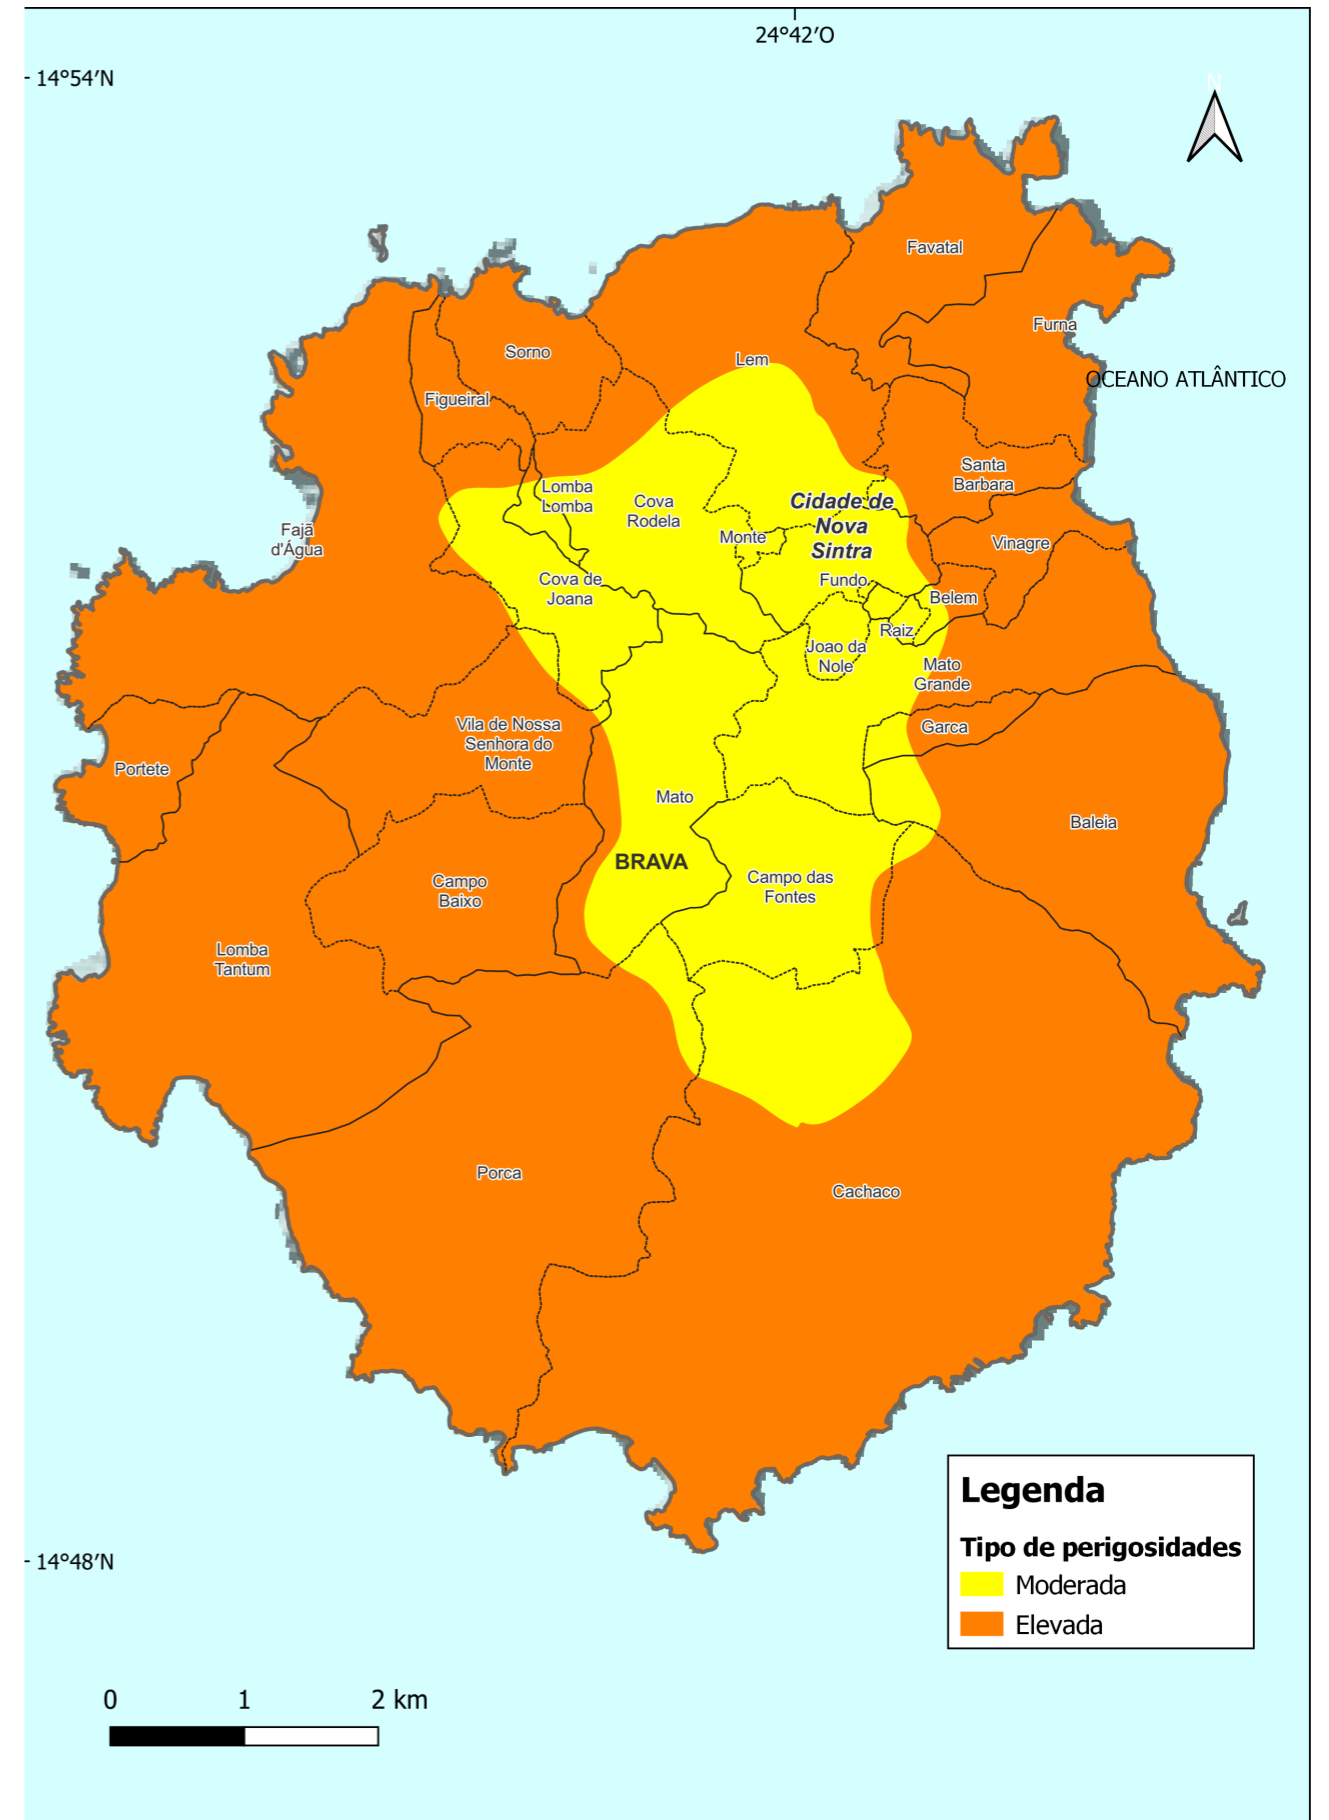 24°42′O
14°54′N
N
Favatal
Furna
Sorno
Lem
OCEANO ATLÂNTICO
Figueiral
Santa
Barbara
Lomba
Lomba
Cova
Rodela
Cidade de
Nova
Sintra
Monte
Vinagre
Fajã
d'Água
Cova de
Joana
Fundo
Belem
Raiz
Joao da
Nole
Mato
Grande
Vila de Nossa
Senhora do
Monte
Garca
Portete
Mato
Baleia
BRAVA
Campo
Baixo
Campo das
Fontes
Lomba
Tantum
Porca
Cachaco
14°48′N
Legenda
Tipo de perigosidades
Moderada
Elevada
0 1 2 km